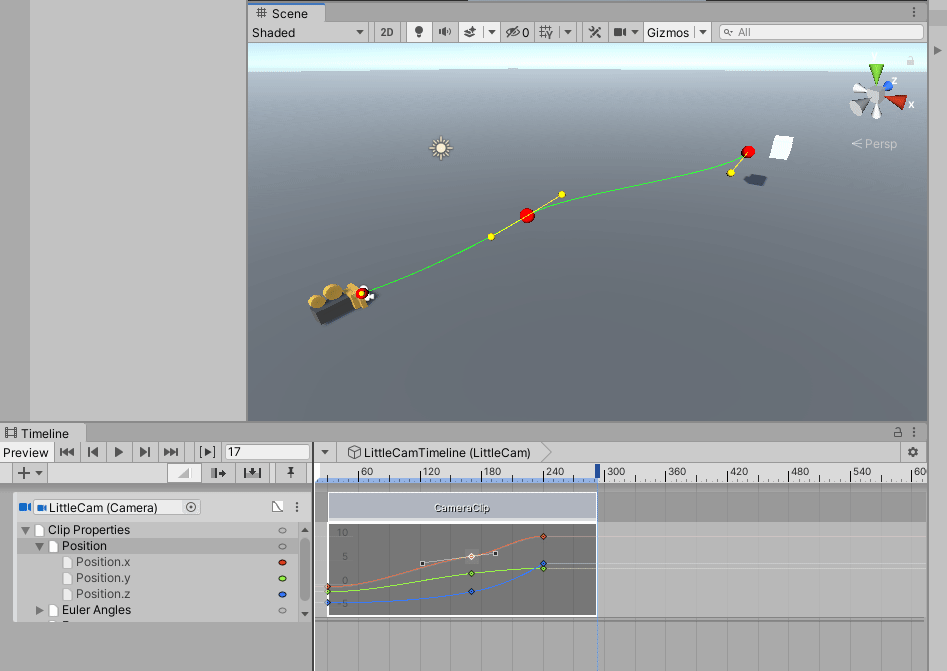 Scene
Shaded 2D 0 Gizmos All
y
z
x
Persp
Timeline
Preview 17 LittleCamTimeline (LittleCam)
60 120 180 240 300 360 420 480 540 600
LittleCam (Camera)
CameraClip
Clip Properties
Position
Position.x
Position.y
Position.z
Euler Angles
10
5
0
-5